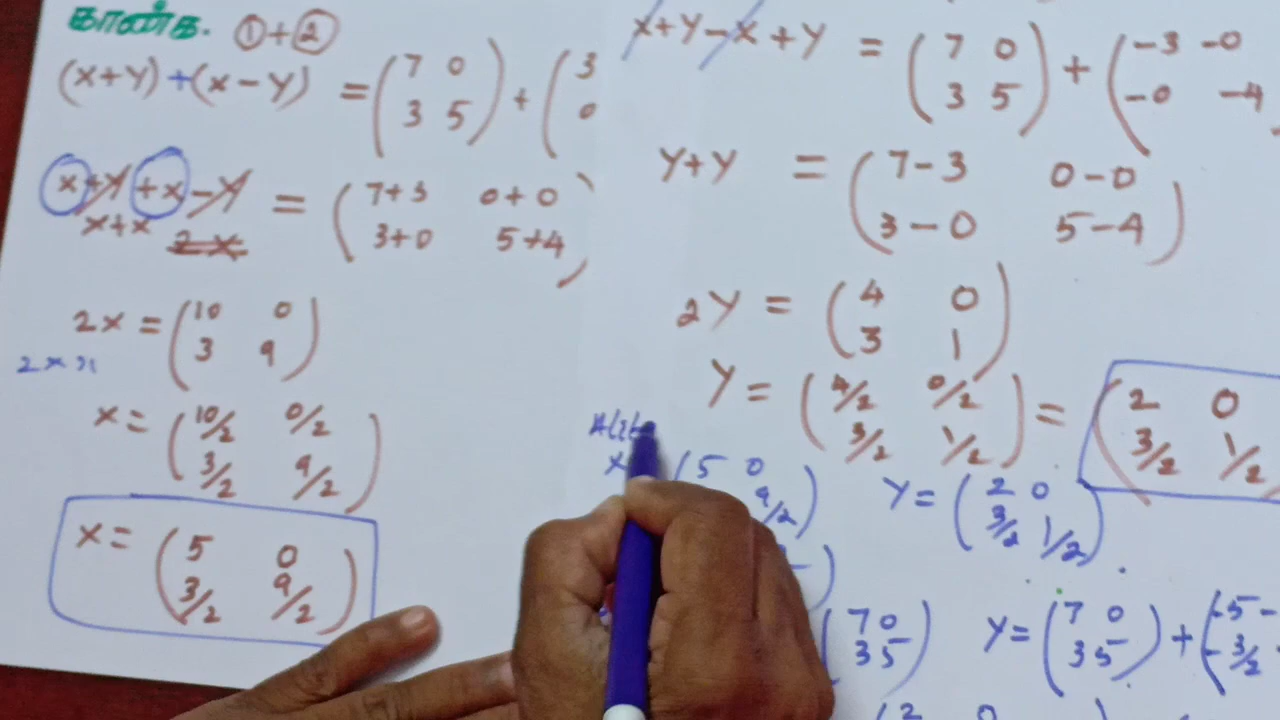 காண்க. ①+②
(x+y)+(x-y) = (7 0 + (3
3 5) 0
x+y+x-y = (7+3 0+0
x+x 2x 3+0 5+4)
2x = (10 0
2×x 3 9)
x = (10/2 0/2
3/2 9/2)
x = (5 0
3/2 9/2)
x+y-x+y = (7 0 + (-3 -0
3 5) -0 -4
y+y = (7-3 0-0
3-0 5-4)
2y = (4 0
3 1)
y = (4/2 0/2 = (2 0
3/2 1/2) 3/2 1/2
x (5 0 y = (2 0
9/2) 3/2 1/2).
(7 0 y = (7 0 + (-5 -
3 5) 3 5) -3/2
(2 0 )